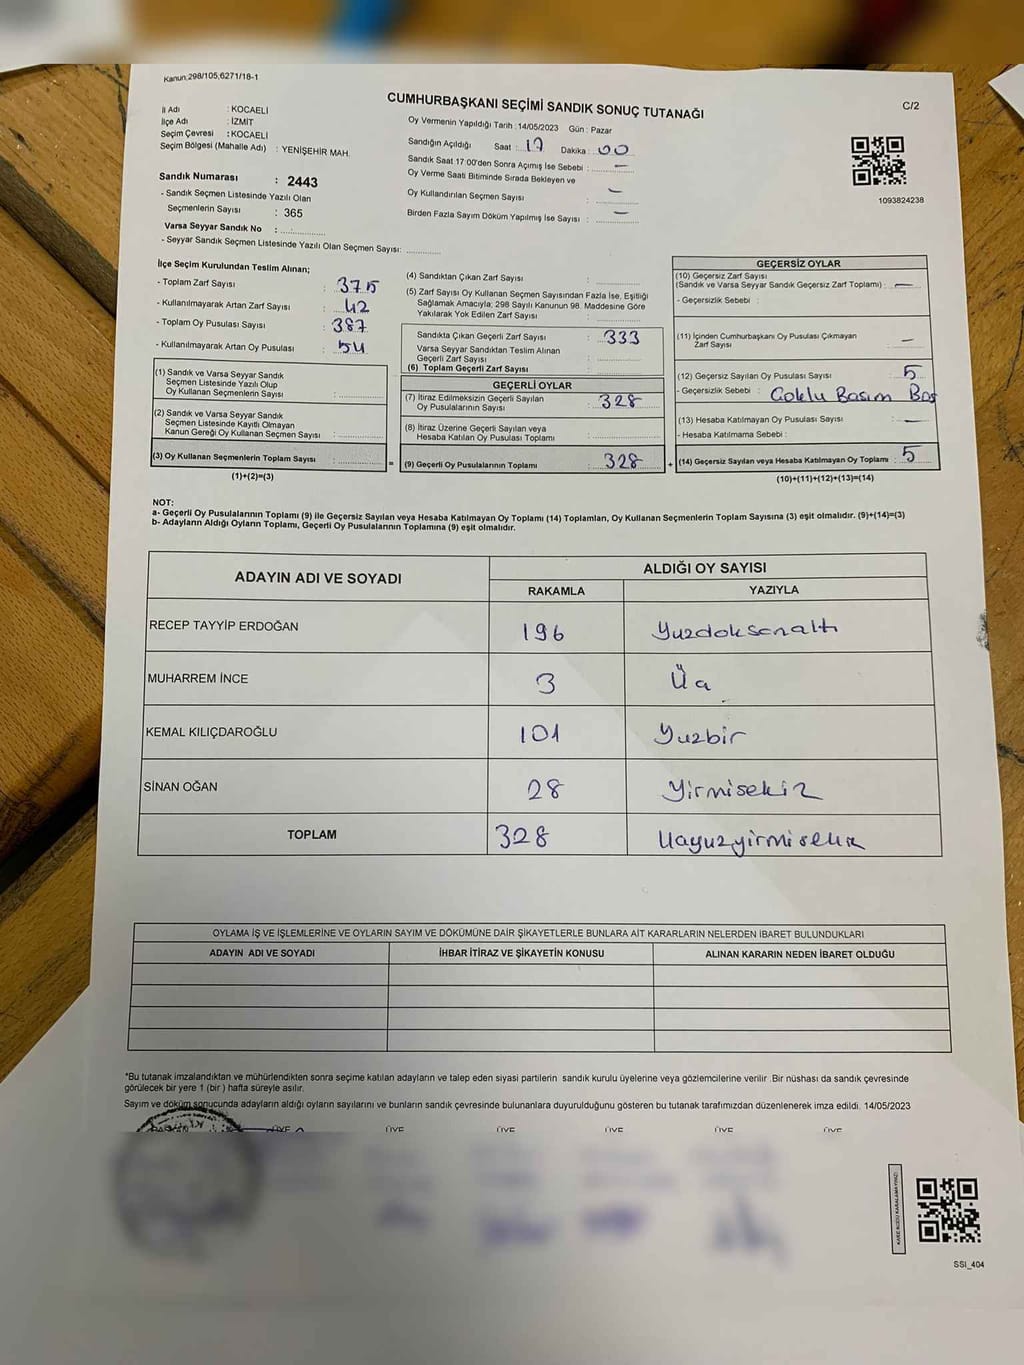 Kanun:298/105,6271/18-1
CUMHURBAŞKANI SEÇİMİ SANDIK SONUÇ TUTANAĞI
C/2
İl Adı : KOCAELİ
İlçe Adı : İZMİT
Seçim Çevresi : KOCAELİ
Seçim Bölgesi (Mahalle Adı) : YENİŞEHİR MAH.
Sandık Numarası : 2443
- Sandık Seçmen Listesinde Yazılı Olan
Seçmenlerin Sayısı : 365
Varsa Seyyar Sandık No :
- Seyyar Sandık Seçmen Listesinde Yazılı Olan Seçmen Sayısı:
Oy Vermenin Yapıldığı Tarih : 14/05/2023 Gün : Pazar
Sandığın Açıldığı Saat : 17 Dakika : 00
Sandık Saat 17:00'den Sonra Açımış İse Sebebi : —
Oy Verme Saati Bitiminde Sırada Bekleyen ve
Oy Kullandırılan Seçmen Sayısı : —
Birden Fazla Sayım Döküm Yapılmış İse Sayısı : —
1093824238
İlçe Seçim Kurulundan Teslim Alınan;
- Toplam Zarf Sayısı : 375
- Kullanılmayarak Artan Zarf Sayısı : 42
- Toplam Oy Pusulası Sayısı : 387
- Kullanılmayarak Artan Oy Pusulası : 54
(1) Sandık ve Varsa Seyyar Sandık
Seçmen Listesinde Yazılı Olup
Oy Kullanan Seçmenlerin Sayısı :
(2) Sandık ve Varsa Seyyar Sandık
Seçmen Listesinde Kayıtlı Olmayan
Kanun Gereği Oy Kullanan Seçmen Sayısı :
(3) Oy Kullanan Seçmenlerin Toplam Sayısı :
(1)+(2)=(3)
(4) Sandıktan Çıkan Zarf Sayısı :
(5) Zarf Sayısı Oy Kullanan Seçmen Sayısından Fazla İse, Eşitliği
Sağlamak Amacıyla; 298 Sayılı Kanunun 98. Maddesine Göre
Yakılarak Yok Edilen Zarf Sayısı :
Sandıkta Çıkan Geçerli Zarf Sayısı : 333
Varsa Seyyar Sandıktan Teslim Alınan
Geçerli Zarf Sayısı :
(6) Toplam Geçerli Zarf Sayısı :
GEÇERLİ OYLAR
(7) İtiraz Edilmeksizin Geçerli Sayılan
Oy Pusulalarının Sayısı : 328
(8) İtiraz Üzerine Geçerli Sayılan veya
Hesaba Katılan Oy Pusulası Toplamı :
= (9) Geçerli Oy Pusulalarının Toplamı : 328 +
GEÇERSİZ OYLAR
(10) Geçersiz Zarf Sayısı
(Sandık ve Varsa Seyyar Sandık Geçersiz Zarf Toplamı) : —
- Geçersizlik Sebebi :
(11) İçinden Cumhurbaşkanı Oy Pusulası Çıkmayan
Zarf Sayısı : —
(12) Geçersiz Sayılan Oy Pusulası Sayısı : 5
- Geçersizlik Sebebi : Çoklu Basım Boş
(13) Hesaba Katılmayan Oy Pusulası Sayısı : —
- Hesaba Katılmama Sebebi :
(14) Geçersiz Sayılan veya Hesaba Katılmayan Oy Toplamı : 5
(10)+(11)+(12)+(13)=(14)
NOT:
a- Geçerli Oy Pusulalarının Toplamı (9) ile Geçersiz Sayılan veya Hesaba Katılmayan Oy Toplamı (14) Toplamları, Oy Kullanan Seçmenlerin Toplam Sayısına (3) eşit olmalıdır. (9)+(14)=(3)
b- Adayların Aldığı Oyların Toplamı, Geçerli Oy Pusulalarının Toplamına (9) eşit olmalıdır.
ADAYIN ADI VE SOYADI
ALDIĞI OY SAYISI
RAKAMLA YAZIYLA
RECEP TAYYİP ERDOĞAN 196 Yuzdoksanaltı
MUHARREM İNCE 3 Üç
KEMAL KILIÇDAROĞLU 101 Yuzbir
SİNAN OĞAN 28 Yirmisekiz
TOPLAM 328 Uçyuzyirmisekiz
OYLAMA İŞ VE İŞLEMLERİNE VE OYLARIN SAYIM VE DÖKÜMÜNE DAİR ŞİKAYETLERLE BUNLARA AİT KARARLARIN NELERDEN İBARET BULUNDUKLARI
ADAYIN ADI VE SOYADI İHBAR İTİRAZ VE ŞİKAYETİN KONUSU ALINAN KARARIN NEDEN İBARET OLDUĞU
*Bu tutanak imzalandıktan ve mühürlendikten sonra seçime katılan adayların ve talep eden siyasi partilerin sandık kurulu üyelerine veya gözlemcilerine verilir. Bir nüshası da sandık çevresinde
görülecek bir yere 1 (bir ) hafta süreyle asılır.
Sayım ve döküm sonucunda adayların aldığı oyların sayılarını ve bunların sandık çevresinde bulunanlara duyurulduğunu gösteren bu tutanak tarafımızdan düzenlenerek imza edildi. 14/05/2023
BAŞKAN ÜYE ÜYE ÜYE ÜYE ÜYE ÜYE
SSI_404